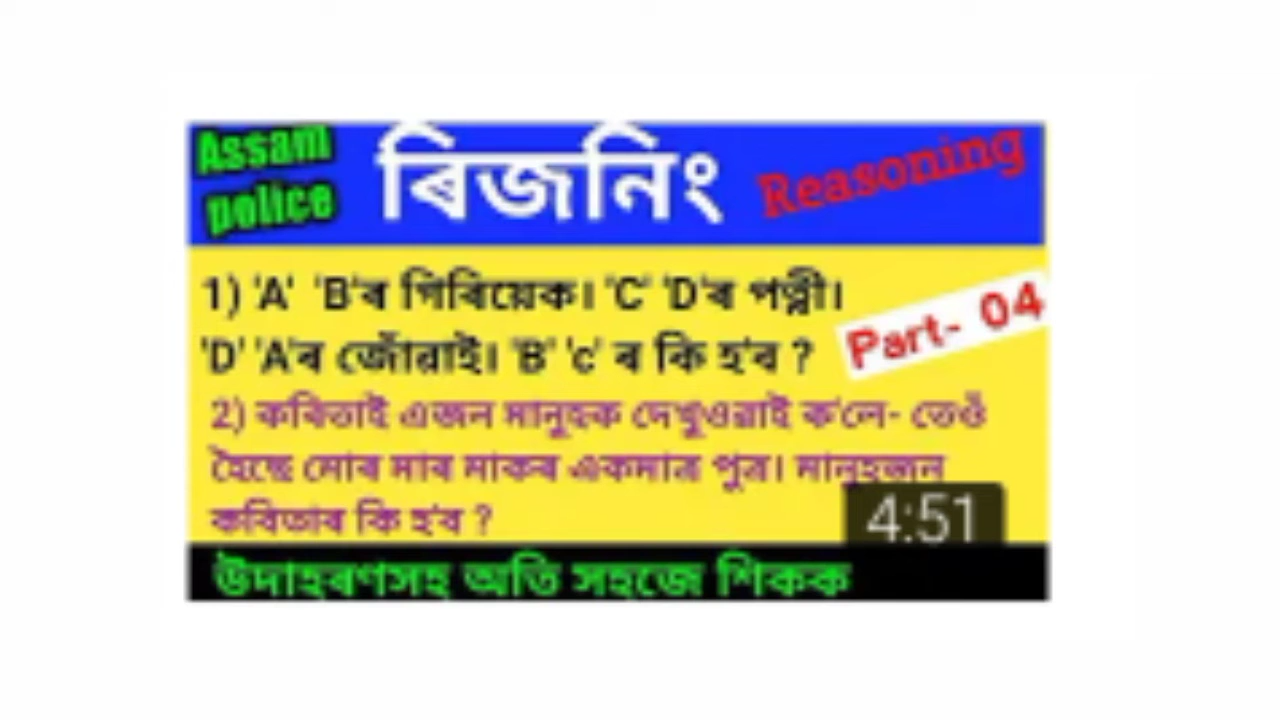 Assam
police
ৰিজনিং
Reasoning
1) 'A' 'B'ৰ গিৰিয়েক। 'C' 'D'ৰ পত্নী।
'D' 'A'ৰ জোঁৱাই। 'B' 'c' ৰ কি হ'ব ?
Part- 04
2) কবিতাই এজন মানুহক দেখুওৱাই ক'লে- তেওঁ
হৈছে মোৰ মাৰ মাকৰ একমাত্ৰ পুত্ৰ। মানুহজন
কবিতাৰ কি হ'ব ?
4:51
উদাহৰণসহ অতি সহজে শিকক